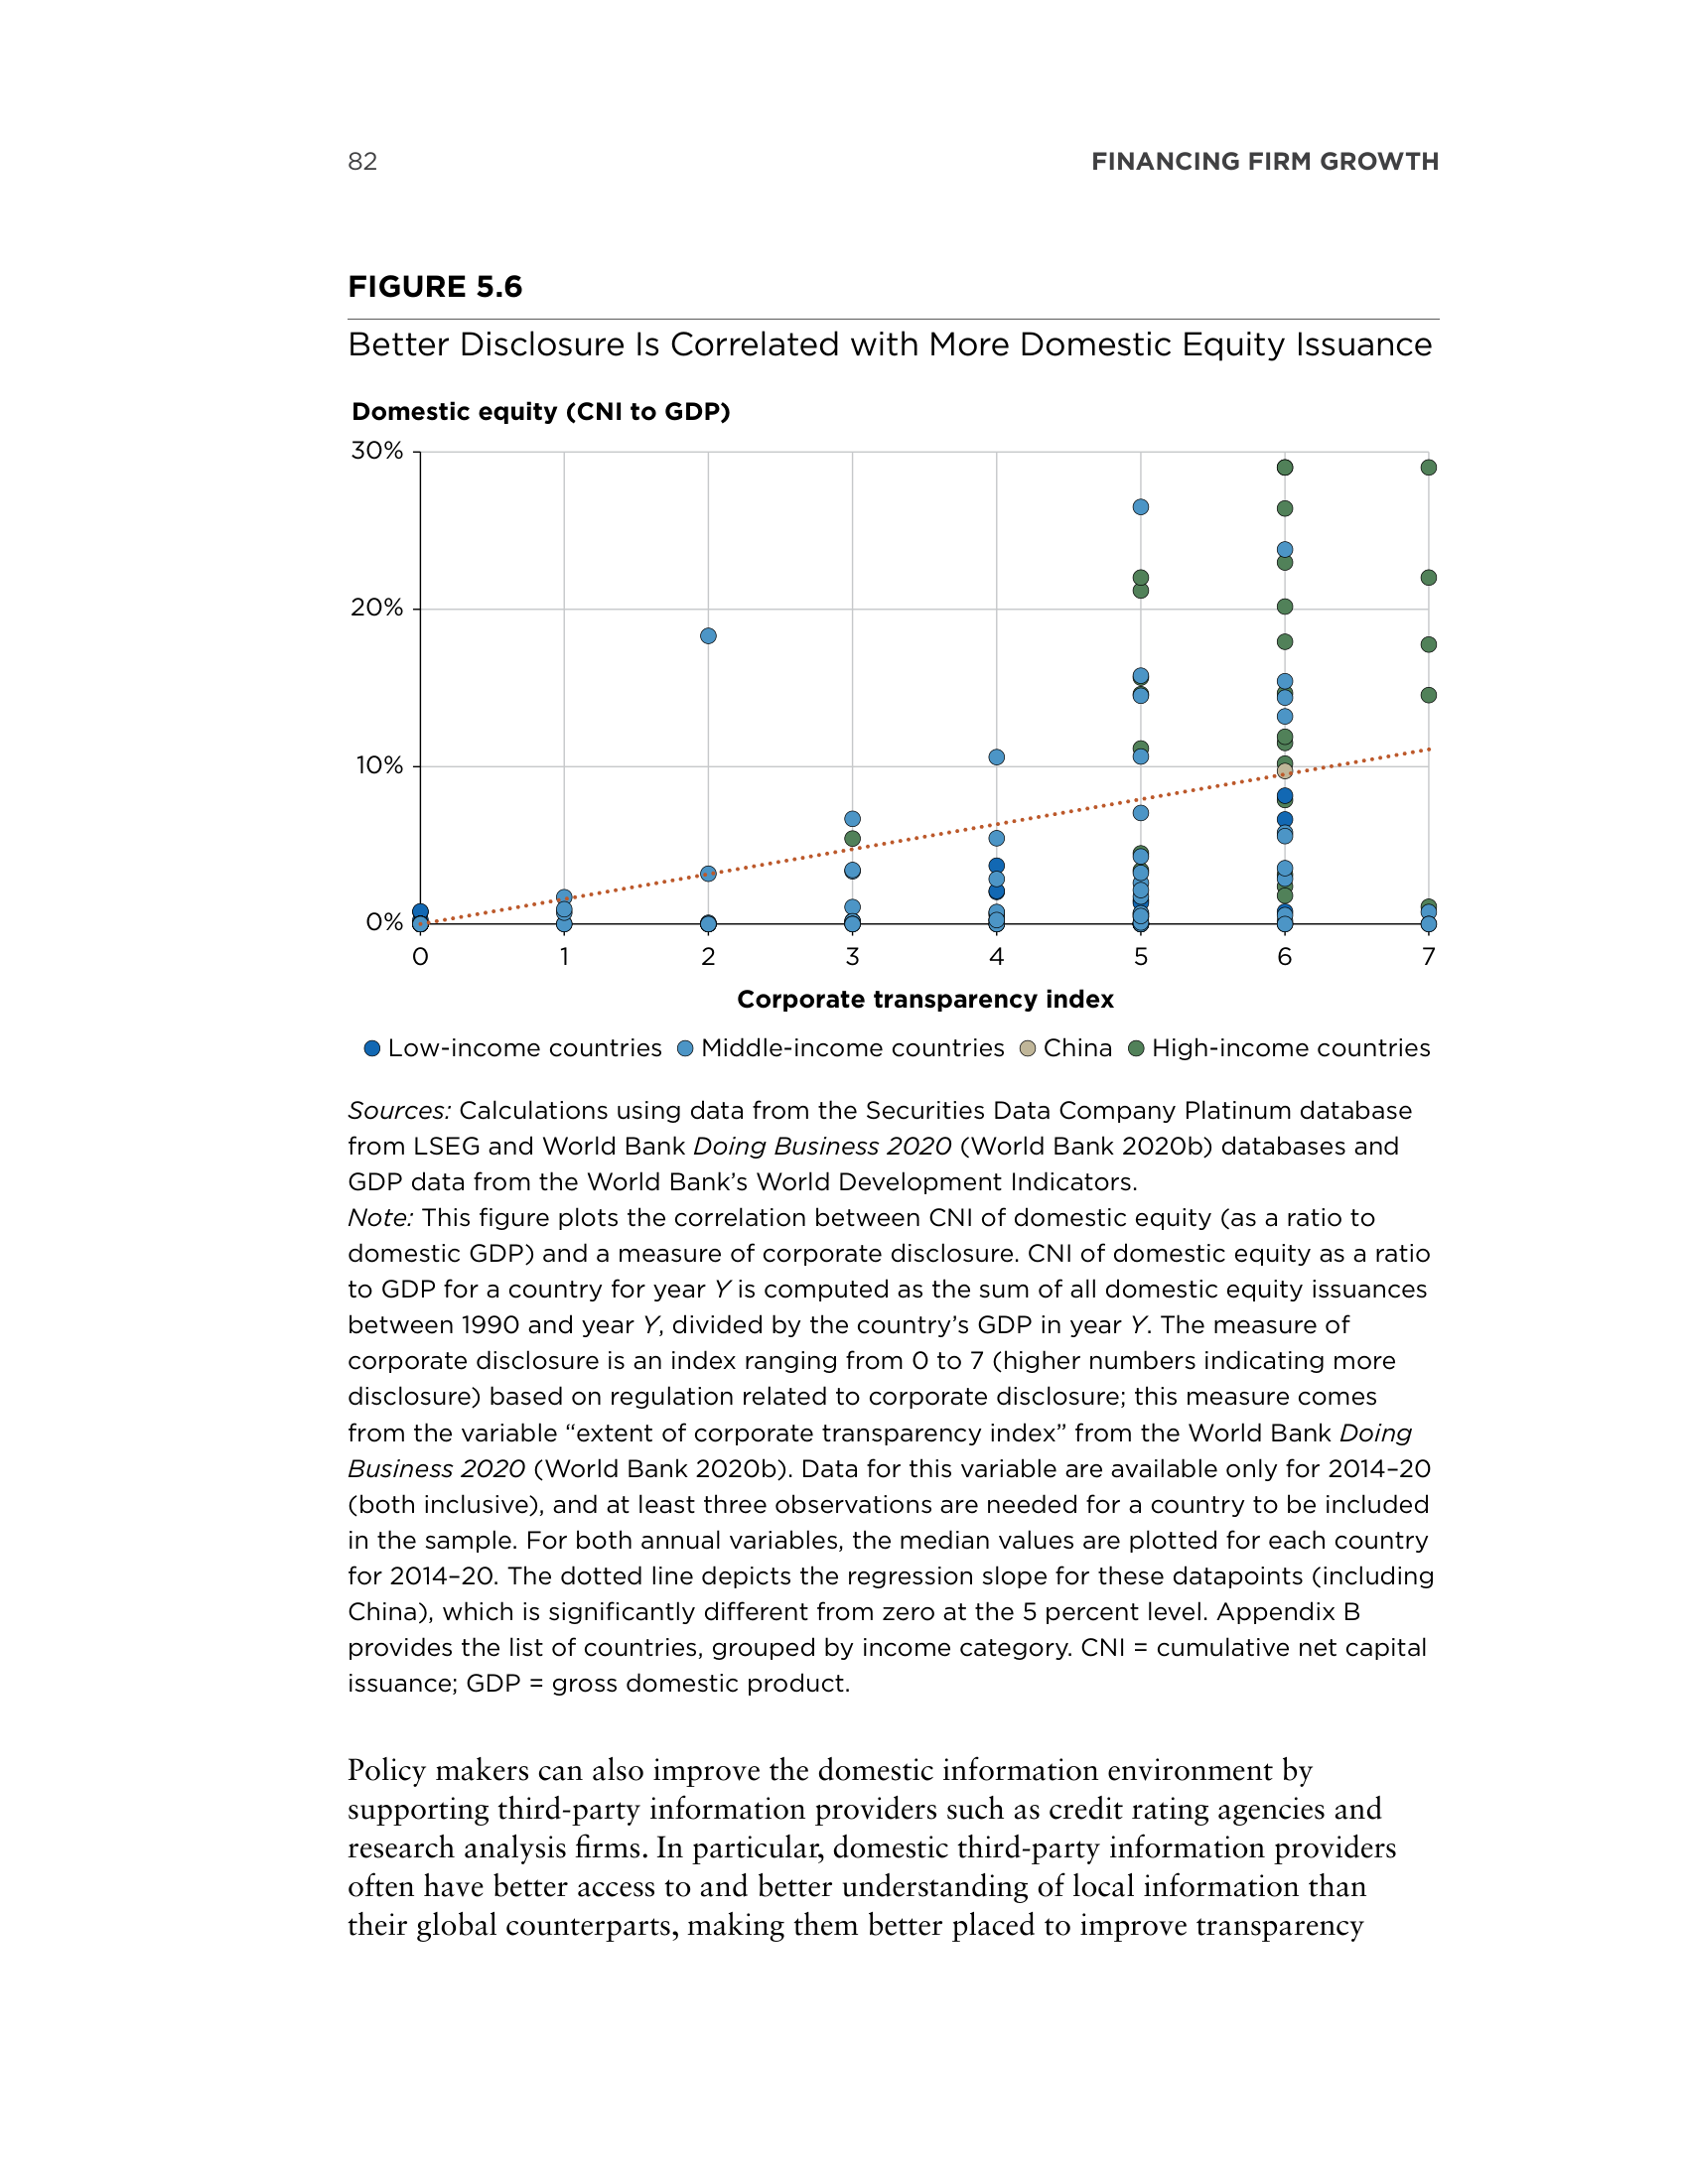 82 FINANCING FIRM GROWTH
FIGURE 5.6
Better Disclosure Is Correlated with More Domestic Equity Issuance
Domestic equity (CNI to GDP)
30%
20%
10%
0%
0 1 2 3 4 5 6 7
Corporate transparency index
Low-income countries Middle-income countries China High-income countries
Sources: Calculations using data from the Securities Data Company Platinum database
from LSEG and World Bank Doing Business 2020 (World Bank 2020b) databases and
GDP data from the World Bank’s World Development Indicators.
Note: This figure plots the correlation between CNI of domestic equity (as a ratio to
domestic GDP) and a measure of corporate disclosure. CNI of domestic equity as a ratio
to GDP for a country for year Y is computed as the sum of all domestic equity issuances
between 1990 and year Y, divided by the country’s GDP in year Y. The measure of
corporate disclosure is an index ranging from 0 to 7 (higher numbers indicating more
disclosure) based on regulation related to corporate disclosure; this measure comes
from the variable “extent of corporate transparency index” from the World Bank Doing
Business 2020 (World Bank 2020b). Data for this variable are available only for 2014–20
(both inclusive), and at least three observations are needed for a country to be included
in the sample. For both annual variables, the median values are plotted for each country
for 2014–20. The dotted line depicts the regression slope for these datapoints (including
China), which is significantly different from zero at the 5 percent level. Appendix B
provides the list of countries, grouped by income category. CNI = cumulative net capital
issuance; GDP = gross domestic product.
Policy makers can also improve the domestic information environment by
supporting third-party information providers such as credit rating agencies and
research analysis firms. In particular, domestic third-party information providers
often have better access to and better understanding of local information than
their global counterparts, making them better placed to improve transparency